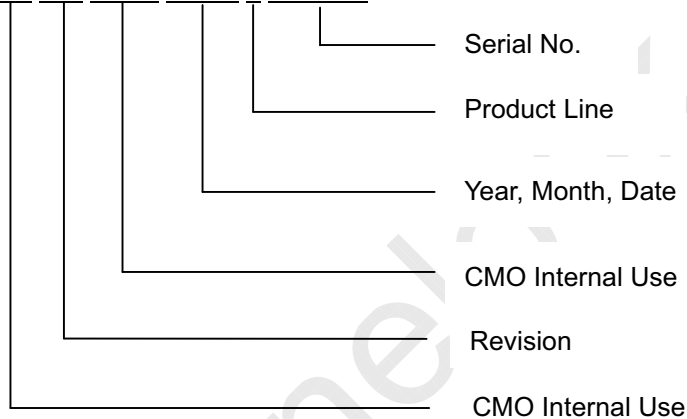 Serial No.
Product Line
Year, Month, Date
CMO Internal Use
Revision
CMO Internal Use